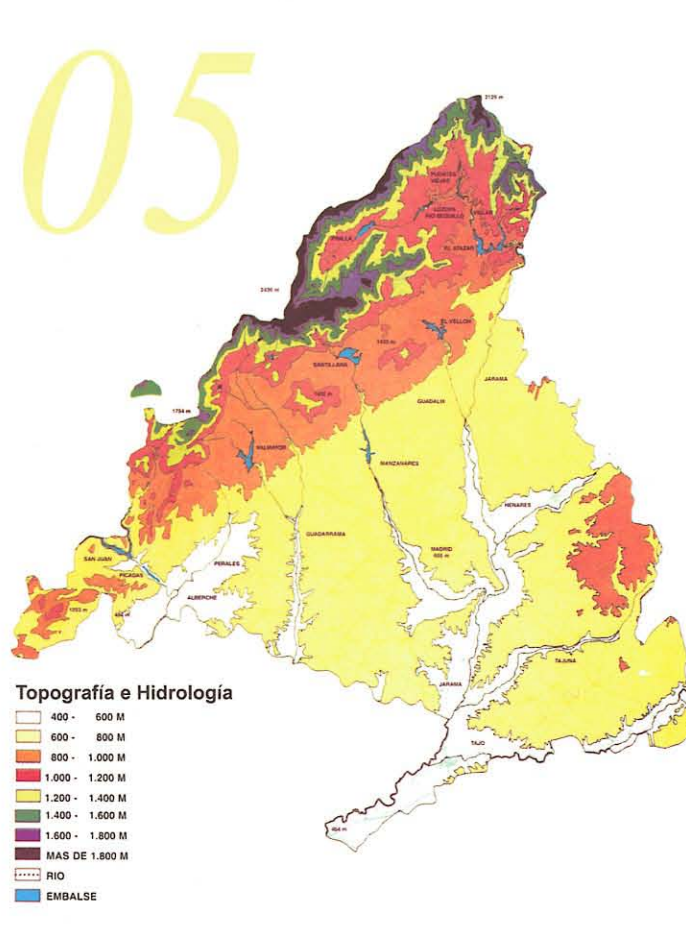 05
2129 m
PUENTES
VIEJAS
RIO SEQUILLO
VILLAR
PINILLA
EL ATAZAR
2430 m
EL VELLON
SANTILLANA
JARAMA
GUADALIX
1754 m
VALMAYOR
MANZANARES
HENARES
GUADARRAMA
MADRID
SAN JUAN
PICADAS
PERALES
ALBERCHE
TAJUÑA
JARAMA
TAJO
Topografía e Hidrología
400 - 600 M
600 - 800 M
800 - 1.000 M
1.000 - 1.200 M
1.200 - 1.400 M
1.400 - 1.600 M
1.600 - 1.800 M
MAS DE 1.800 M
RIO
EMBALSE